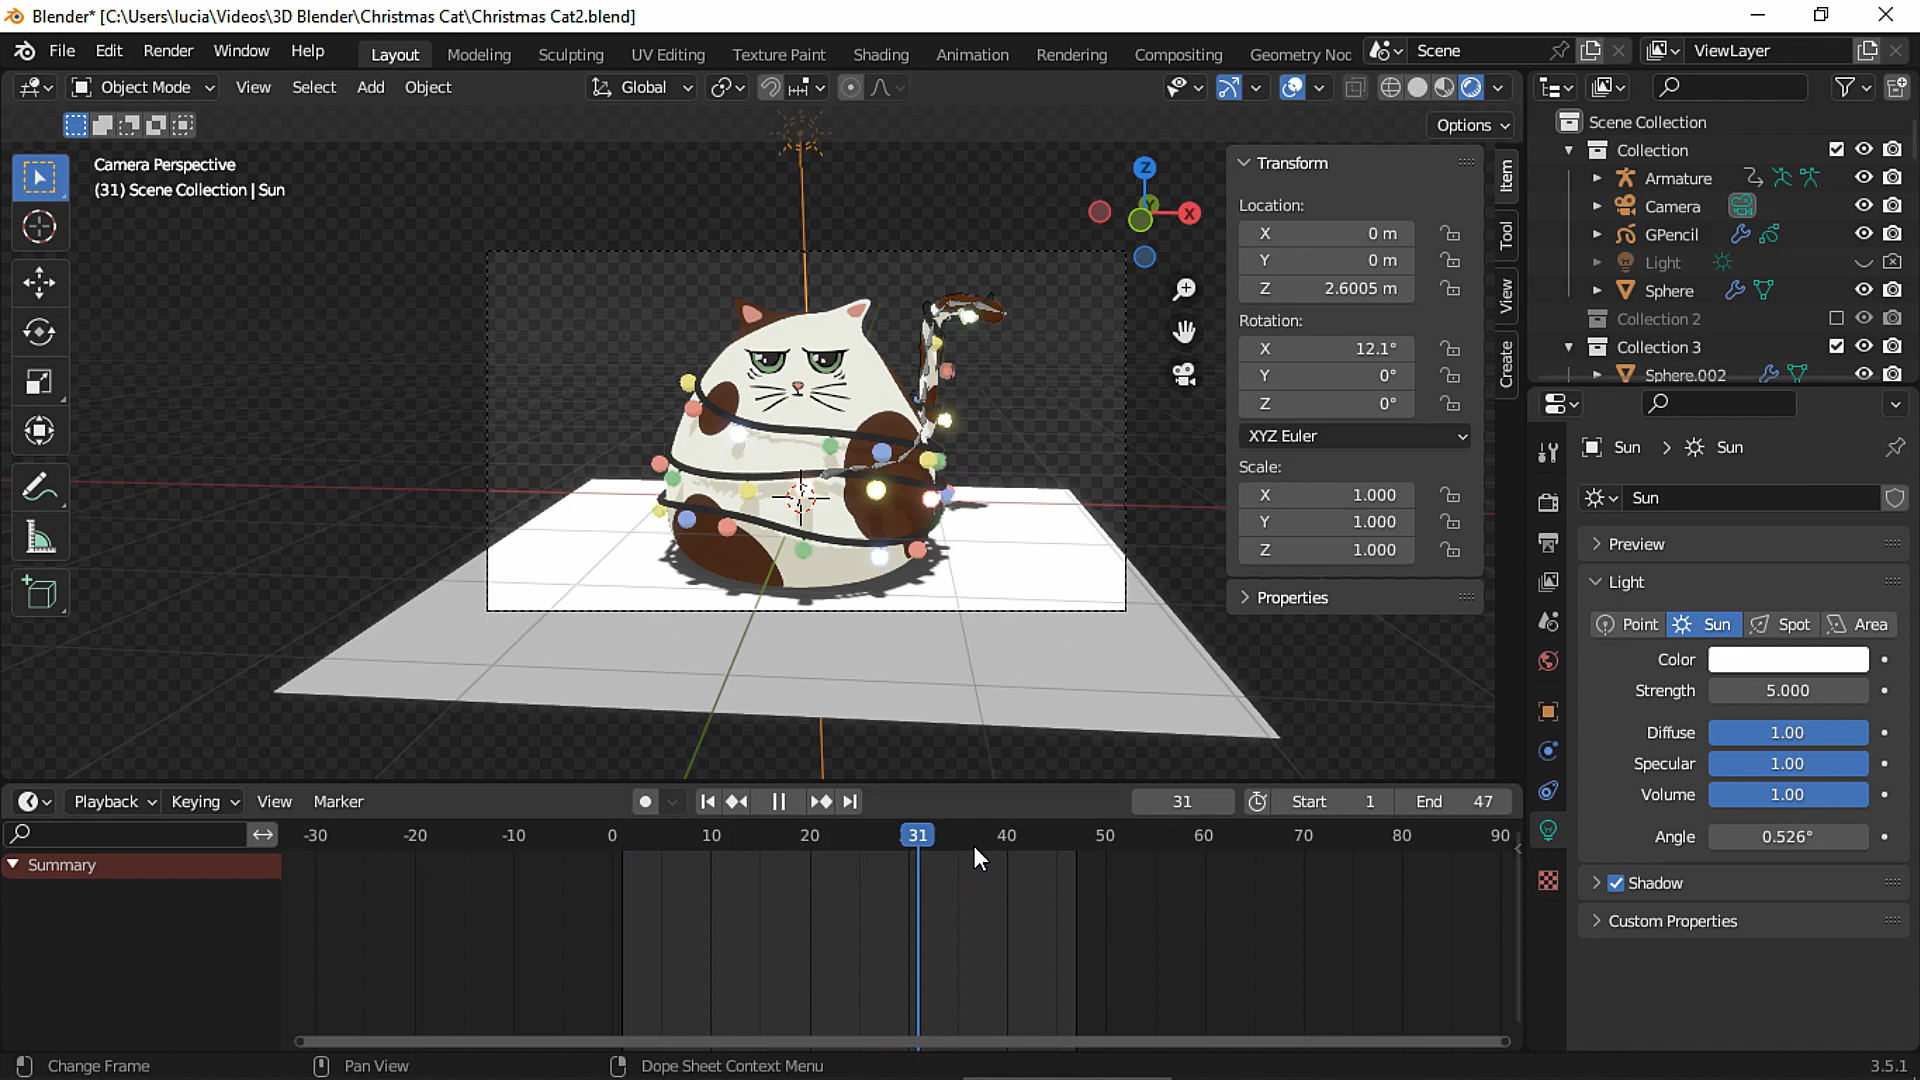 Blender* [C:\Users\lucia\Videos\3D Blender\Christmas Cat\Christmas Cat2.blend]
File Edit Render Window Help Layout Modeling Sculpting UV Editing Texture Paint Shading Animation Rendering Compositing Geometry Noc Scene ViewLayer
Object Mode View Select Add Object Global
Options
Camera Perspective
(31) Scene Collection | Sun
Z
X
Y
Transform
Location:
X 0 m
Y 0 m
Z 2.6005 m
Rotation:
X 12.1°
Y 0°
Z 0°
XYZ Euler
Scale:
X 1.000
Y 1.000
Z 1.000
Properties
Item
Tool
View
Create
Scene Collection
Collection
Armature
Camera
GPencil
Light
Sphere
Collection 2
Collection 3
Sphere.002
Sun > Sun
Sun
Preview
Light
Point Sun Spot Area
Color
Strength 5.000
Diffuse 1.00
Specular 1.00
Volume 1.00
Angle 0.526°
Shadow
Custom Properties
Playback Keying View Marker 31 Start 1 End 47
-30 -20 -10 0 10 20 31 40 50 60 70 80 90
Summary
Change Frame Pan View Dope Sheet Context Menu 3.5.1